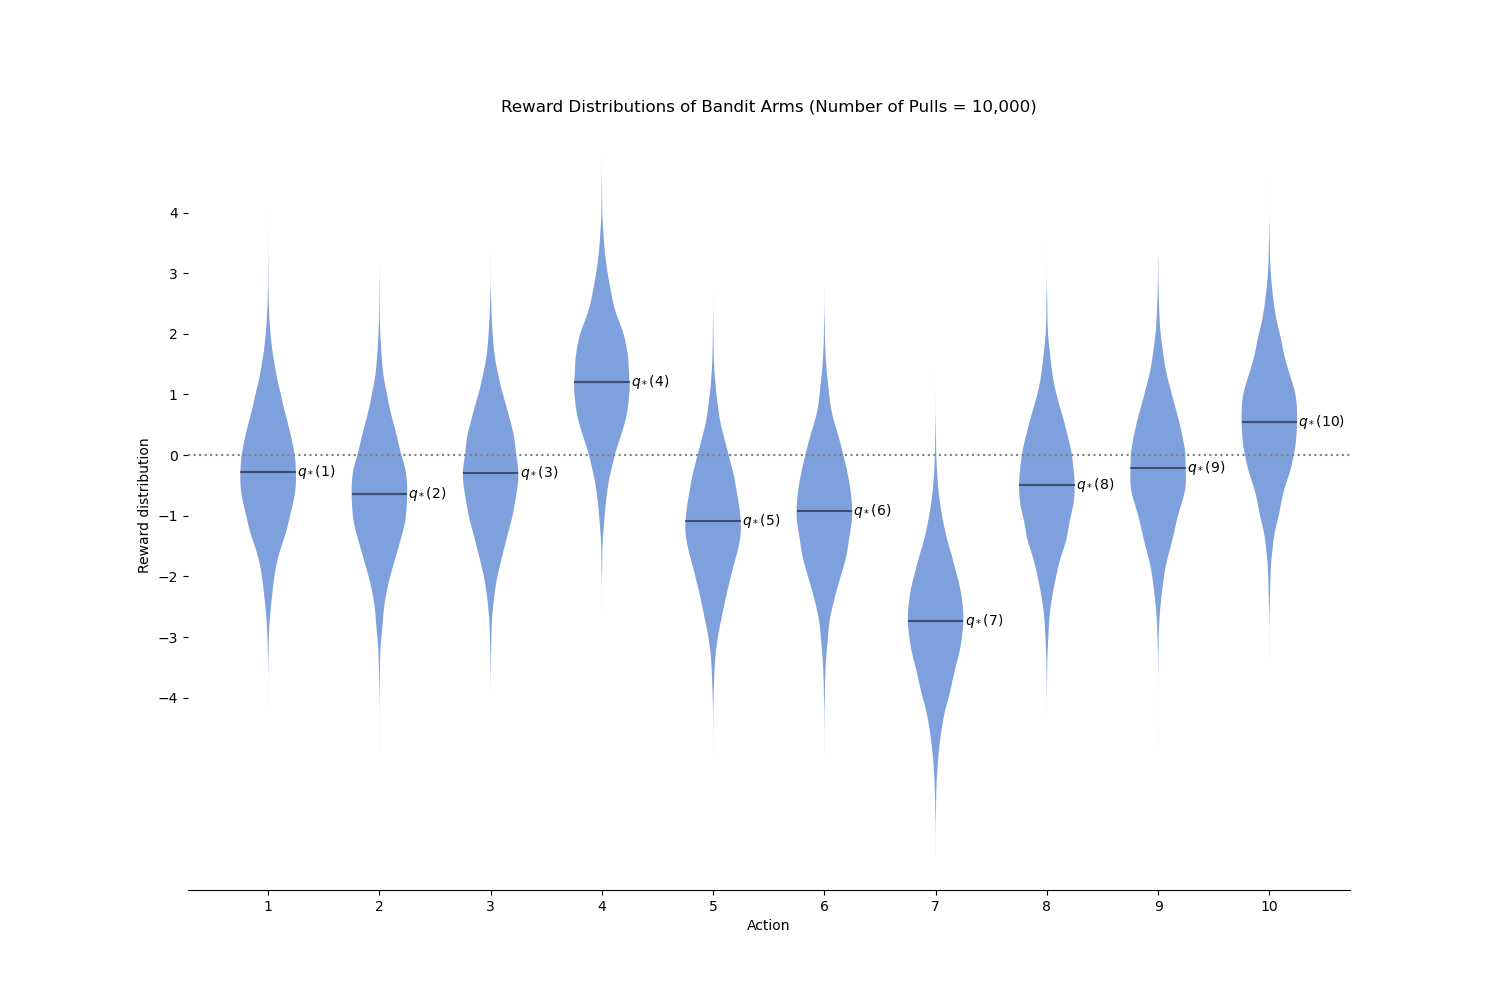 Reward Distributions of Bandit Arms (Number of Pulls = 10,000)
Reward distribution
4
3
2
1
0
−1
−2
−3
−4
q*(1)
q*(2)
q*(3)
q*(4)
q*(5)
q*(6)
q*(7)
q*(8)
q*(9)
q*(10)
1 2 3 4 5 6 7 8 9 10
Action